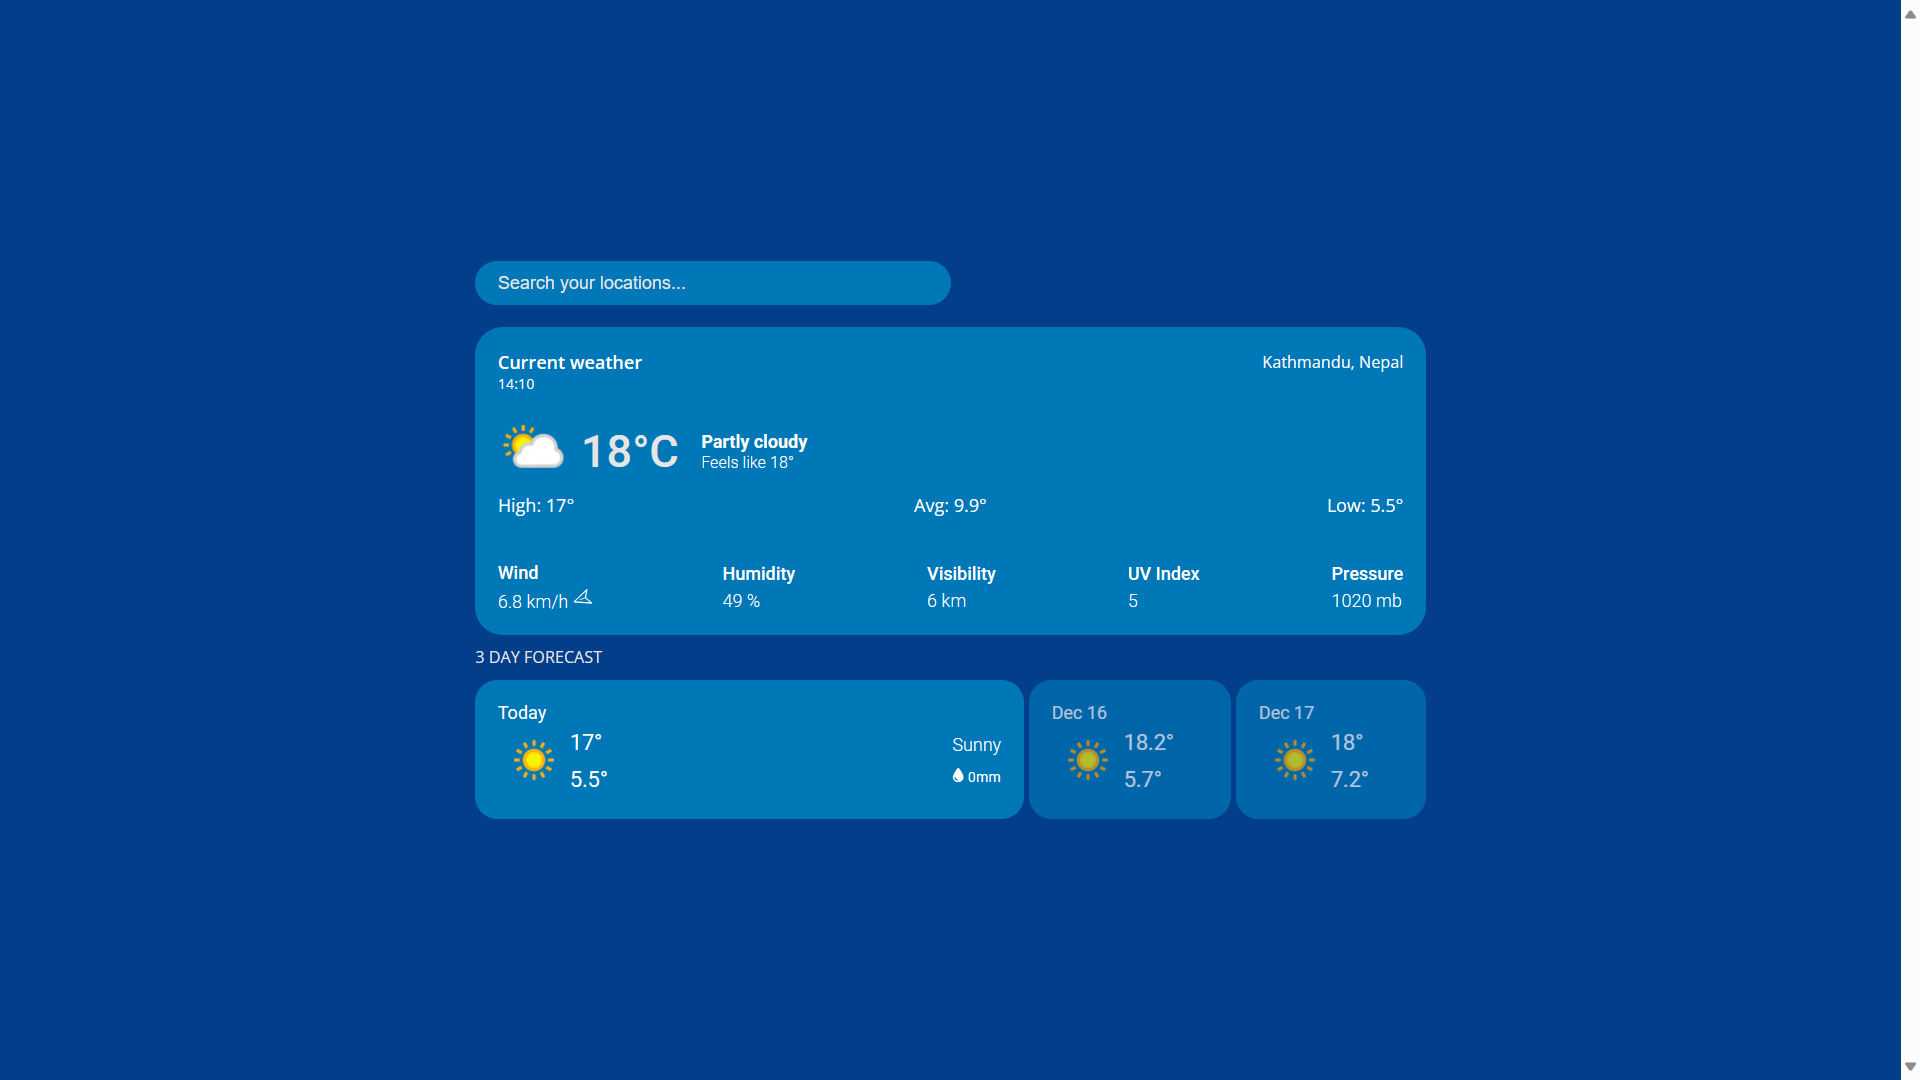 Search your locations...
Current weather
Kathmandu, Nepal
14:10
18°C
Partly cloudy
Feels like 18°
High: 17°
Avg: 9.9°
Low: 5.5°
Wind
6.8 km/h
Humidity
49 %
Visibility
6 km
UV Index
5
Pressure
1020 mb
3 DAY FORECAST
Today
17°
5.5°
Sunny
0mm
Dec 16
18.2°
5.7°
Dec 17
18°
7.2°